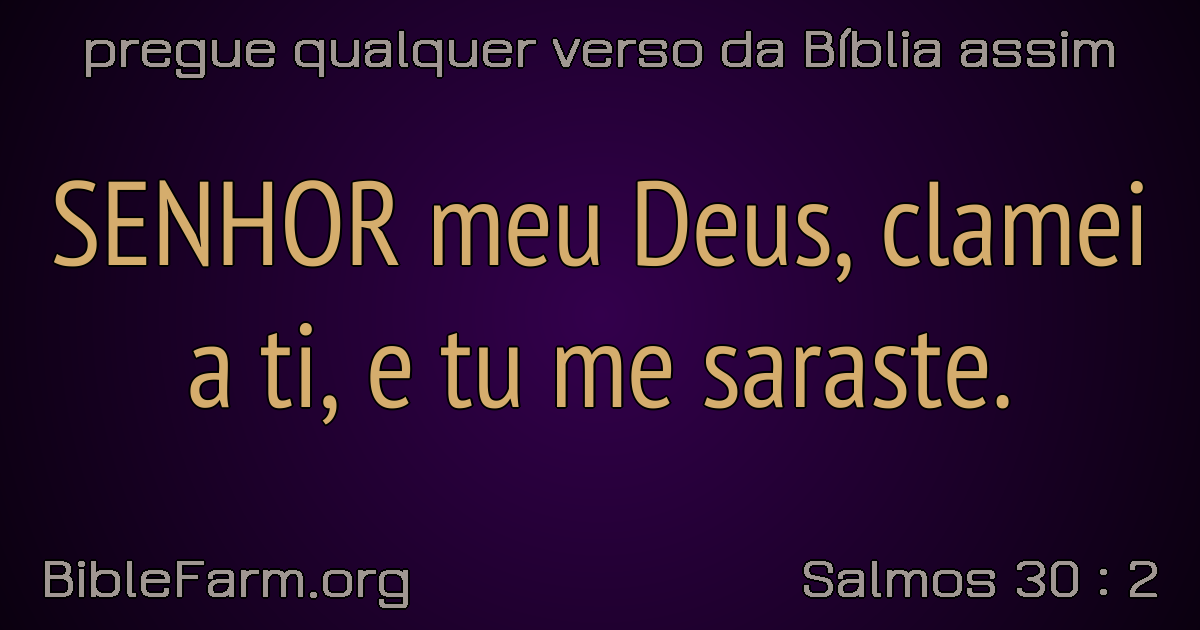 pregue qualquer verso da Bíblia assim
SENHOR meu Deus, clamei
a ti, e tu me saraste.
BibleFarm.org
Salmos 30 : 2